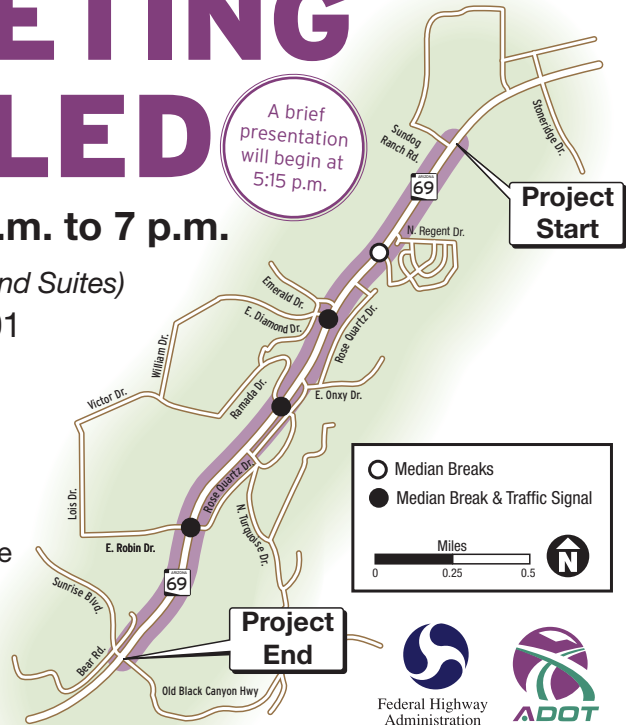 ETING
LED
A brief
presentation
will begin at
5:15 p.m.
.m. to 7 p.m.
nd Suites)
01
e
Sundog
Ranch Rd.
Stoneridge Dr.
ARIZONA
69
Project
Start
N. Regent Dr.
Emerald Dr.
E. Diamond Dr.
Rose Quartz Dr.
William Dr.
Ramada Dr.
E. Onxy Dr.
Victor Dr.
Lois Dr.
Rose Quartz Dr.
N. Turquoise Dr.
E. Robin Dr.
ARIZONA
69
Sunrise Blvd.
Bear Rd.
Project
End
Old Black Canyon Hwy
Median Breaks
Median Break & Traffic Signal
Miles
0 0.25 0.5
N
Federal Highway
Administration
ADOT